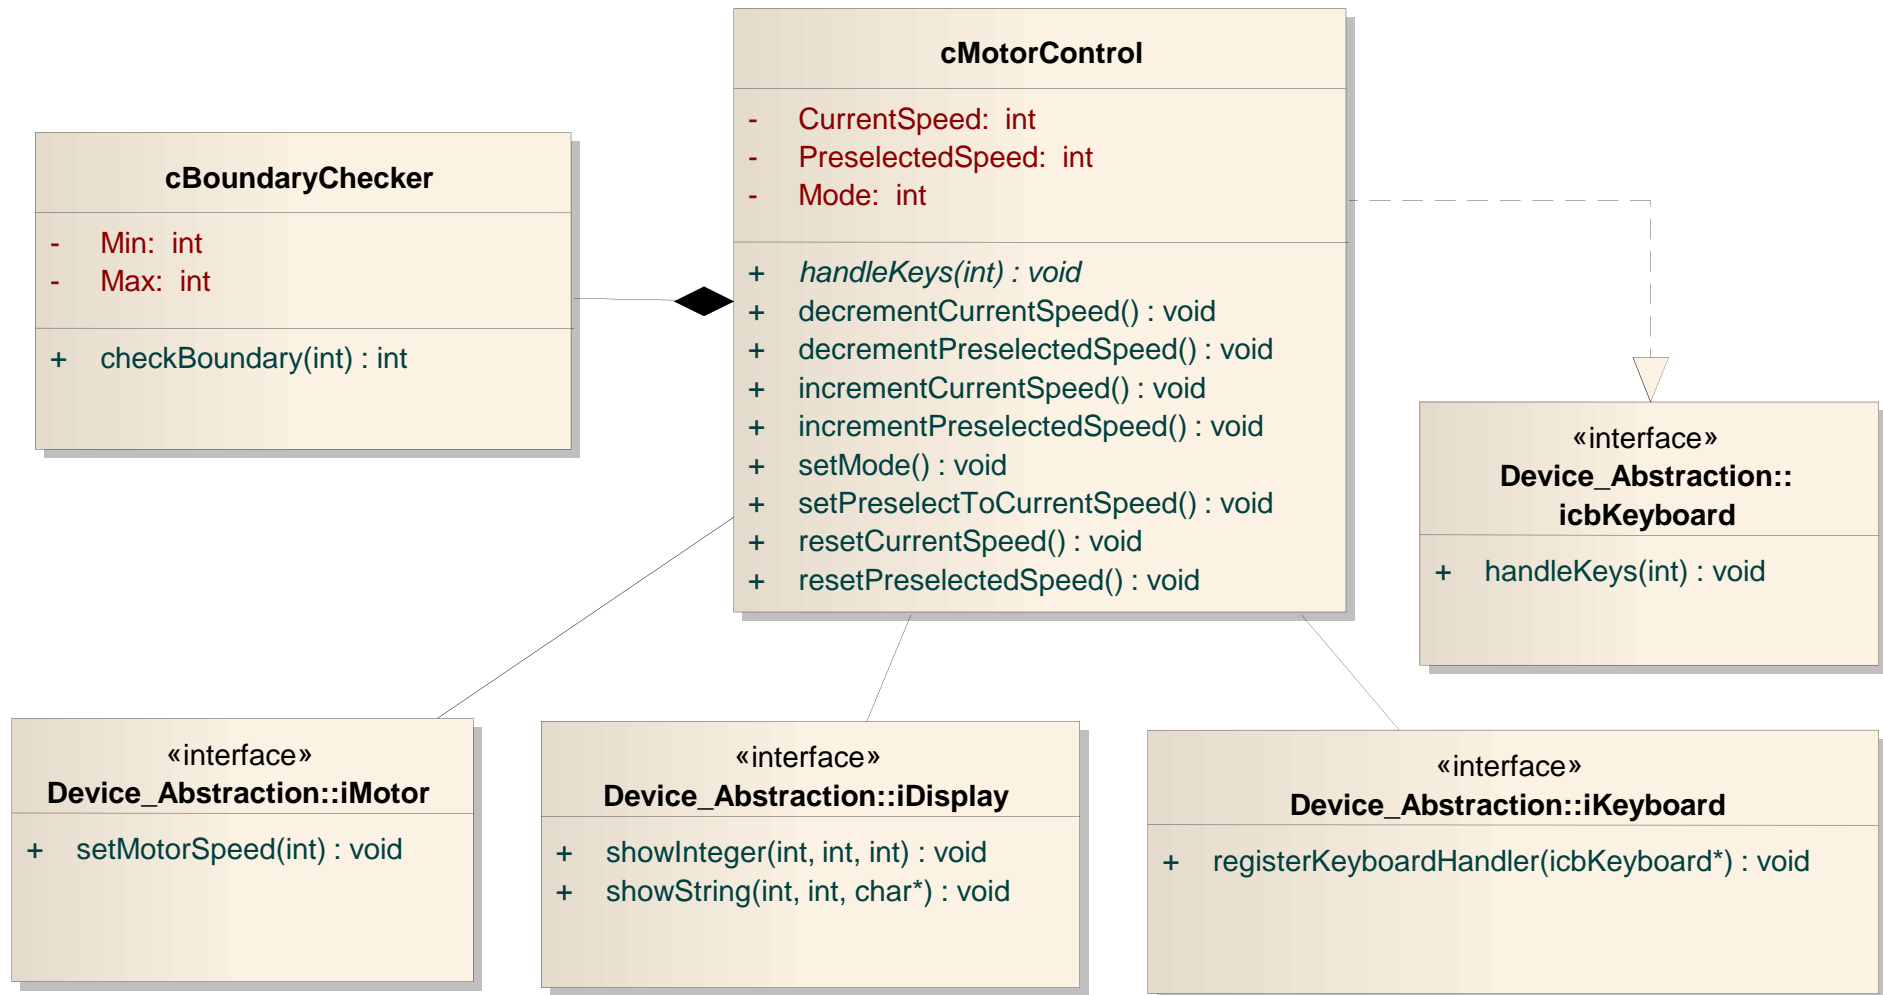 cMotorControl
- CurrentSpeed: int
- PreselectedSpeed: int
- Mode: int
+ handleKeys(int) : void
+ decrementCurrentSpeed() : void
+ decrementPreselectedSpeed() : void
+ incrementCurrentSpeed() : void
+ incrementPreselectedSpeed() : void
+ setMode() : void
+ setPreselectToCurrentSpeed() : void
+ resetCurrentSpeed() : void
+ resetPreselectedSpeed() : void
cBoundaryChecker
- Min: int
- Max: int
+ checkBoundary(int) : int
«interface»
Device_Abstraction::
icbKeyboard
+ handleKeys(int) : void
«interface»
Device_Abstraction::iMotor
+ setMotorSpeed(int) : void
«interface»
Device_Abstraction::iDisplay
+ showInteger(int, int, int) : void
+ showString(int, int, char*) : void
«interface»
Device_Abstraction::iKeyboard
+ registerKeyboardHandler(icbKeyboard*) : void